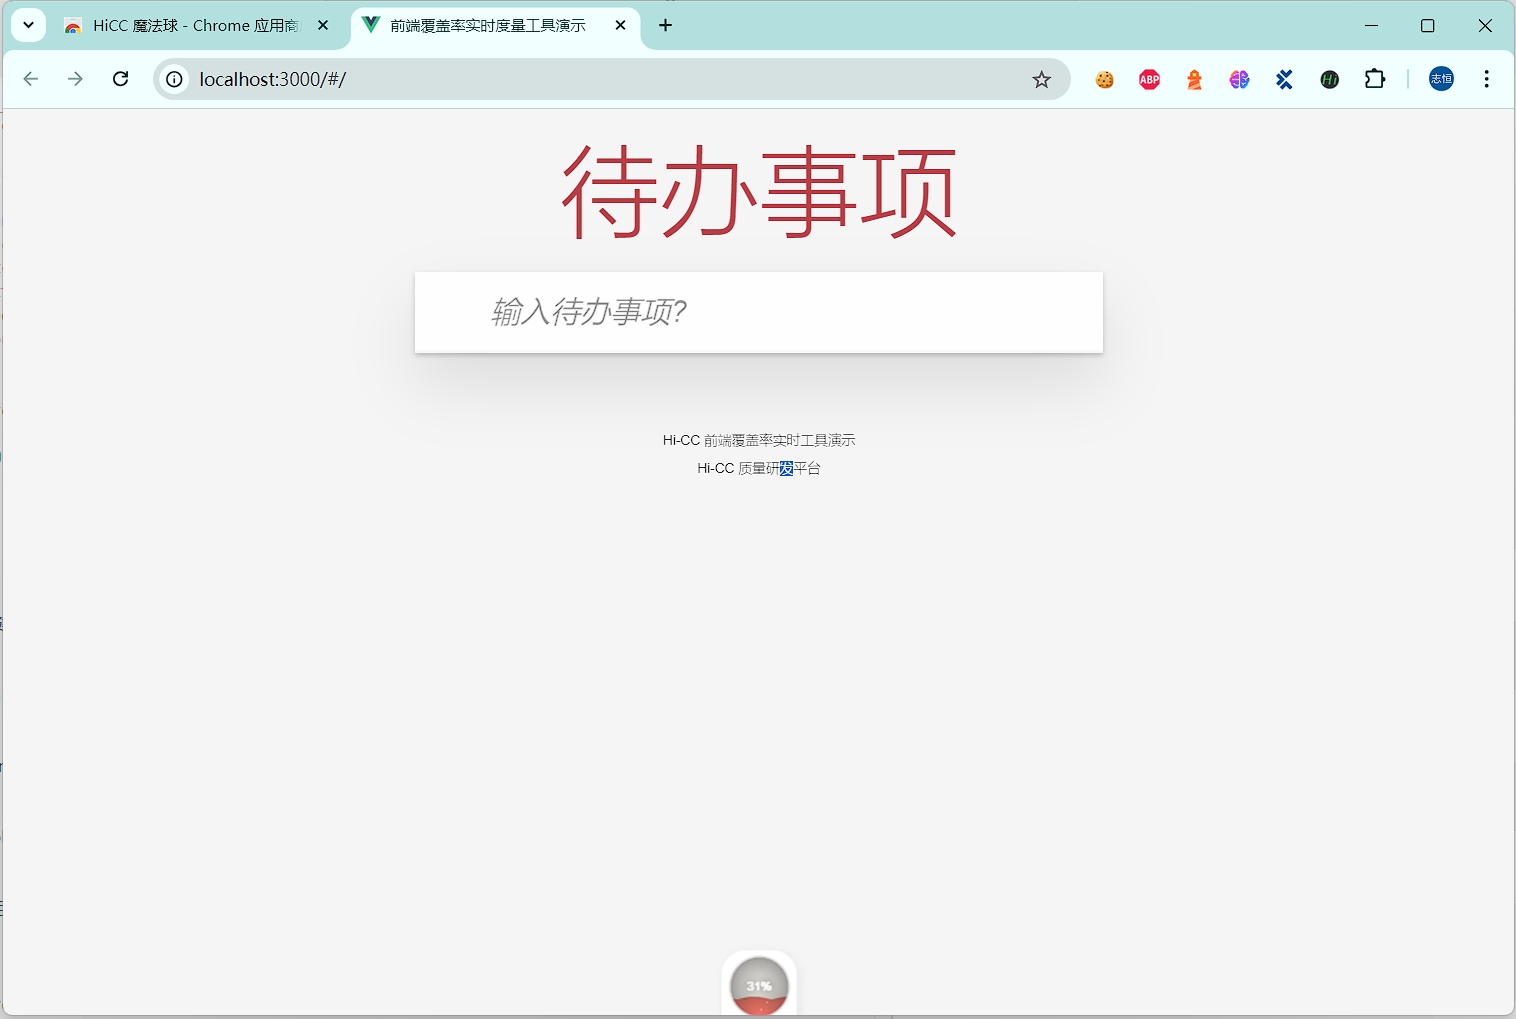 HiCC 魔法球 - Chrome 应用商
前端覆盖率实时度量工具演示
localhost:3000/#/
ABP
Hi
志恒
待办事项
输入待办事项?
Hi-CC 前端覆盖率实时工具演示
Hi-CC 质量研发平台
31%